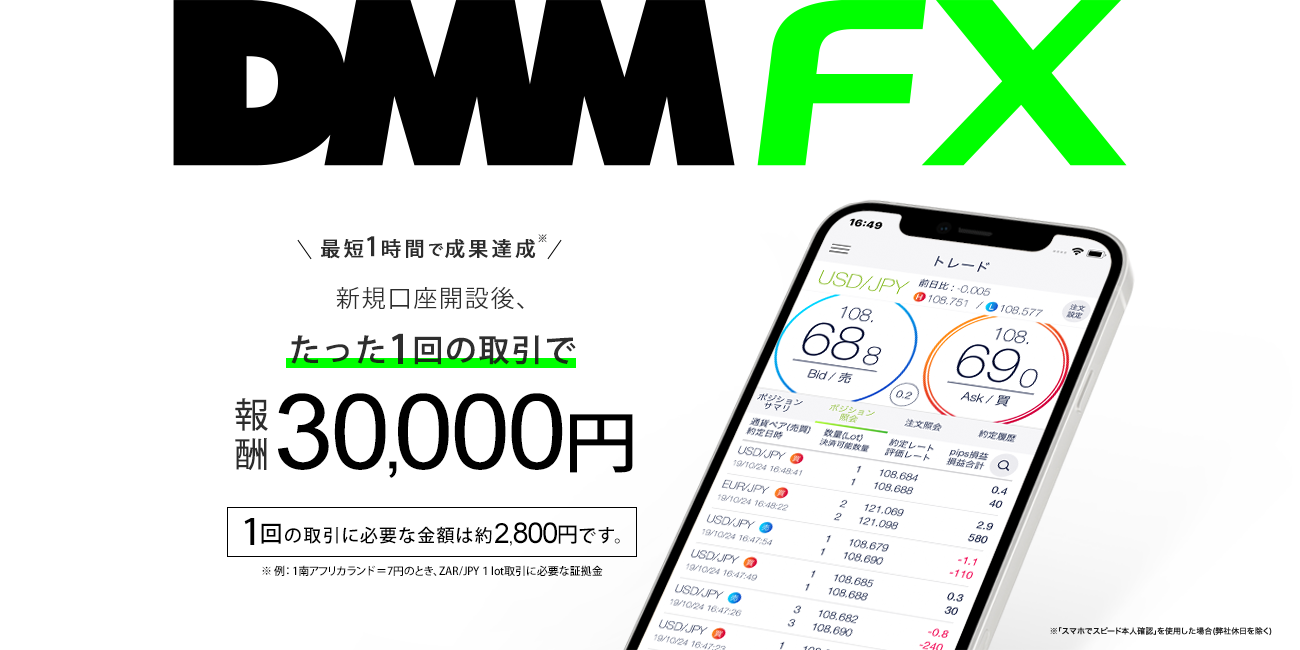 DMM FX
\ 最短1時間で成果達成※ /
新規口座開設後、
たった1回の取引で
報酬30,000円
1回の取引に必要な金額は約2,800円です。
※ 例：1南アフリカランド＝7円のとき、ZAR/JPY 1 lot取引に必要な証拠金
16:49
トレード
USD/JPY
前日比：-0.005
H 108.751 / L 108.577
注文
設定
108.
68 8
Bid / 売
0.2
108.
69 0
Ask / 買
ポジション
サマリ
ポジション
照会
注文照会
約定履歴
通貨ペア(売買)
約定日時
数量(Lot)
決済可能数量
約定レート
評価レート
pips損益
損益合計
USD/JPY 買 1 108.684 0.4
19/10/24 16:48:41 1 108.688 40
EUR/JPY 買 2 121.069 2.9
19/10/24 16:48:22 2 121.098 580
USD/JPY 売 1 108.679 -1.1
19/10/24 16:47:54 1 108.690 -110
USD/JPY 買 1 108.685 0.3
19/10/24 16:47:49 1 108.688 30
USD/JPY 売 3 108.682 -0.8
19/10/24 16:47:26 3 108.690 -240
USD/JPY 買
19/10/24 16:47:23
※「スマホでスピード本人確認」を使用した場合(弊社休日を除く)